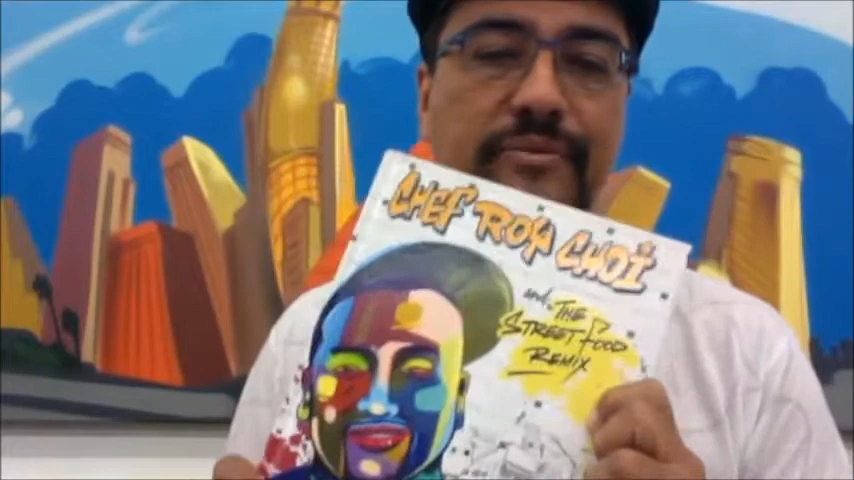 CHEF ROY CHOI
and THE
STREET FOOD
REMIX